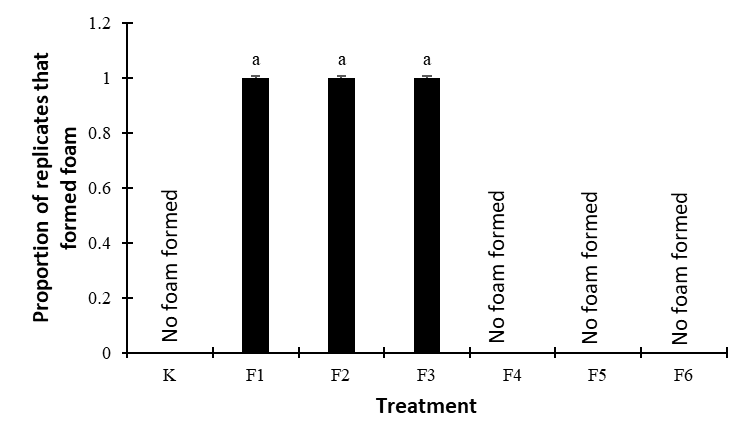 Proportion of replicates that
formed foam
1.2
1
0.8
0.6
0.4
0.2
0
a
a
a
No foam formed
No foam formed
No foam formed
No foam formed
K
F1
F2
F3
F4
F5
F6
Treatment